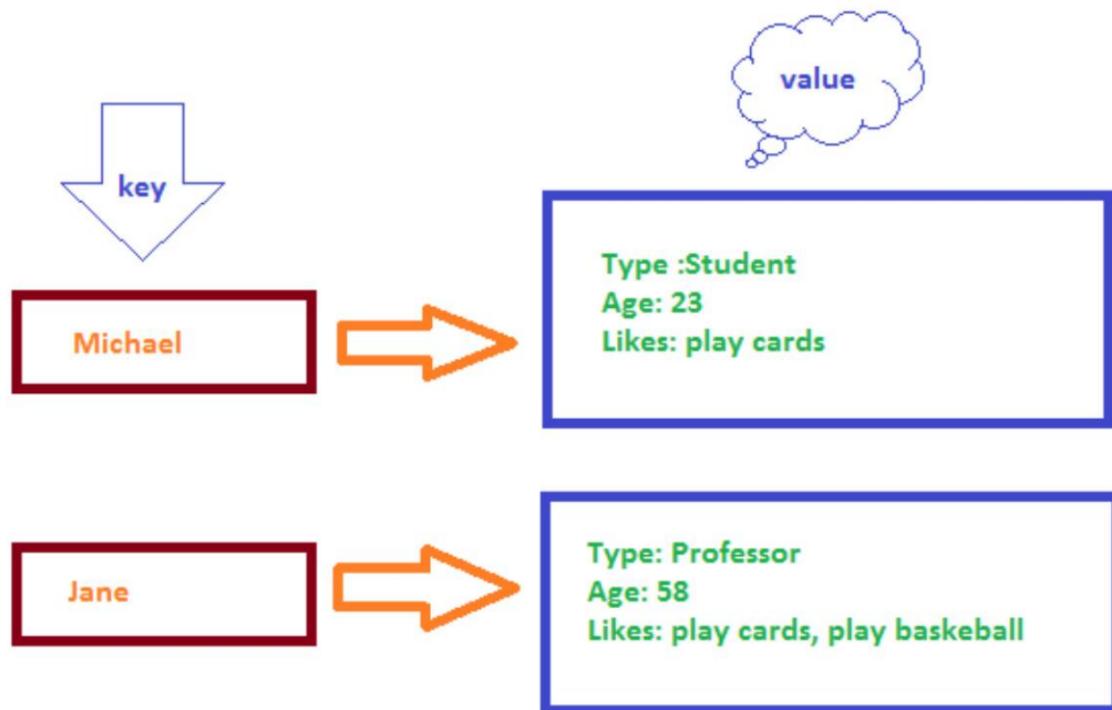 value
key
Type :Student
Age: 23
Likes: play cards
Michael
Type: Professor
Age: 58
Likes: play cards, play baskeball
Jane